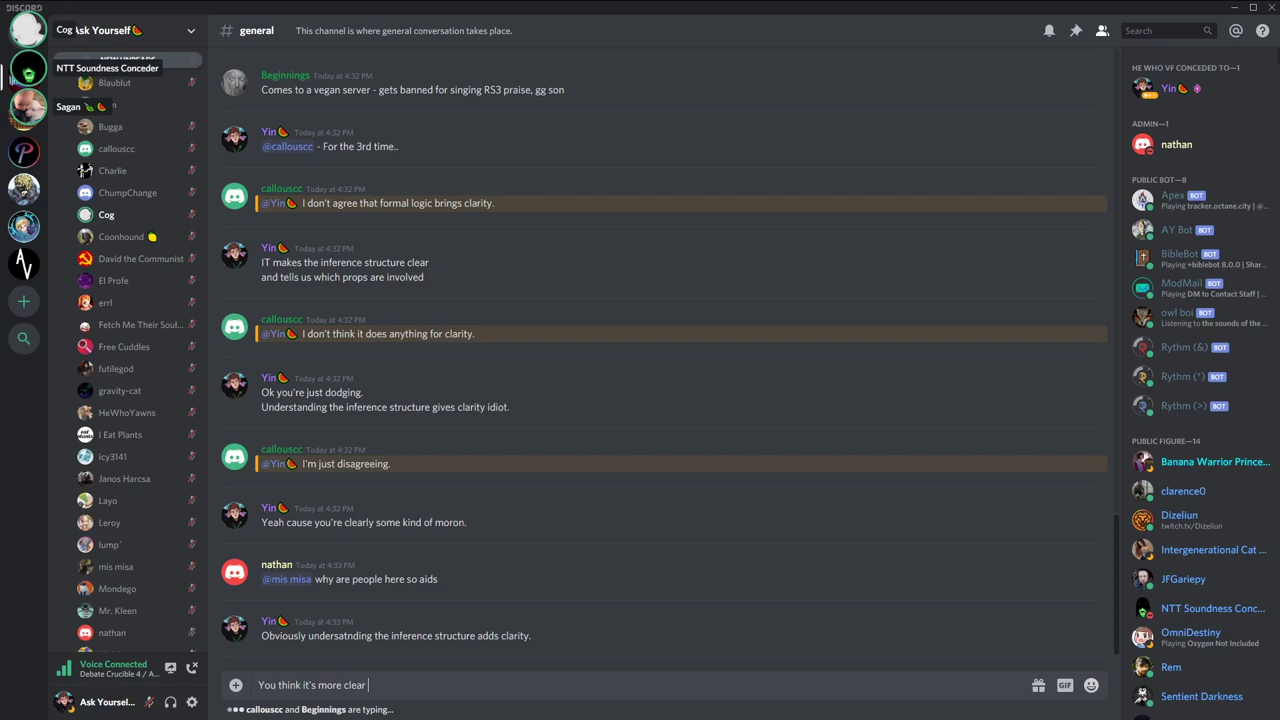 DISCORD
Cog
Ask Yourself
NEW UNREADS
NTT Soundness Conceder
Blaublut
Sagan
Bugga
callouscc
Charlie
ChumpChange
Cog
Coonhound
David the Communist
El Profe
errl
Fetch Me Their Soul...
Free Cuddles
futilegod
gravity-cat
HeWhoYawns
I Eat Plants
icy3141
Janos Harcsa
Layo
Leroy
lump`
mis misa
Mondego
Mr. Kleen
nathan
Voice Connected
Debate Crucible 4 / A...
Ask Yoursel...
# general
This channel is where general conversation takes place.
Search
Beginnings Today at 4:32 PM
Comes to a vegan server - gets banned for singing RS3 praise, gg son
Yin Today at 4:32 PM
@callouscc - For the 3rd time..
callouscc Today at 4:32 PM
@Yin I don't agree that formal logic brings clarity.
Yin Today at 4:32 PM
IT makes the inference structure clear
and tells us which props are involved
callouscc Today at 4:32 PM
@Yin I don't think it does anything for clarity.
Yin Today at 4:32 PM
Ok you're just dodging.
Understanding the inference structure gives clarity idiot.
callouscc Today at 4:32 PM
@Yin I'm just disagreeing.
Yin Today at 4:32 PM
Yeah cause you're clearly some kind of moron.
nathan Today at 4:33 PM
@mis misa why are people here so aids
Yin Today at 4:33 PM
Obviously undersatnding the inference structure adds clarity.
You think it's more clear
GIF
callouscc and Beginnings are typing...
HE WHO VF CONCEDED TO—1
Yin
ADMIN—1
nathan
PUBLIC BOT—8
Apex BOT
Playing tracker.octane.city | @...
AY Bot BOT
BibleBot BOT
Playing +biblebot 8.0.0 | Shar...
ModMail BOT
Playing DM to Contact Staff | ...
owl boi BOT
Listening to the sounds of the ...
Rythm (&) BOT
Rythm (*) BOT
Rythm (>) BOT
PUBLIC FIGURE—14
Banana Warrior Prince...
clarence0
Dizeliun
twitch.tv/Dizeliun
Intergenerational Cat ...
JFGariepy
NTT Soundness Conc...
OmniDestiny
Playing Oxygen Not Included
Rem
Sentient Darkness